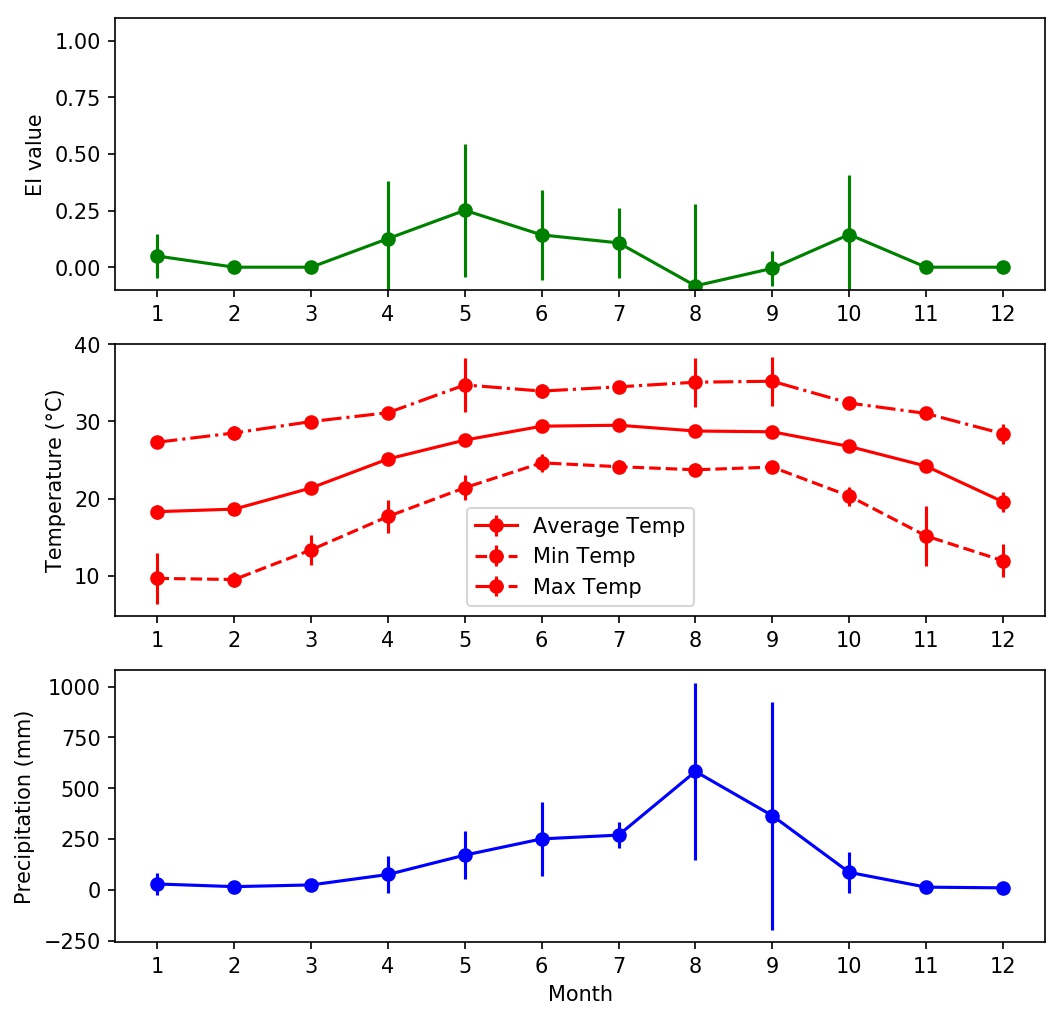 1.00
0.75
0.50
0.25
0.00
EI value
1 2 3 4 5 6 7 8 9 10 11 12
40
30
20
10
Temperature (°C)
Average Temp
Min Temp
Max Temp
1 2 3 4 5 6 7 8 9 10 11 12
1000
750
500
250
0
−250
Precipitation (mm)
1 2 3 4 5 6 7 8 9 10 11 12
Month